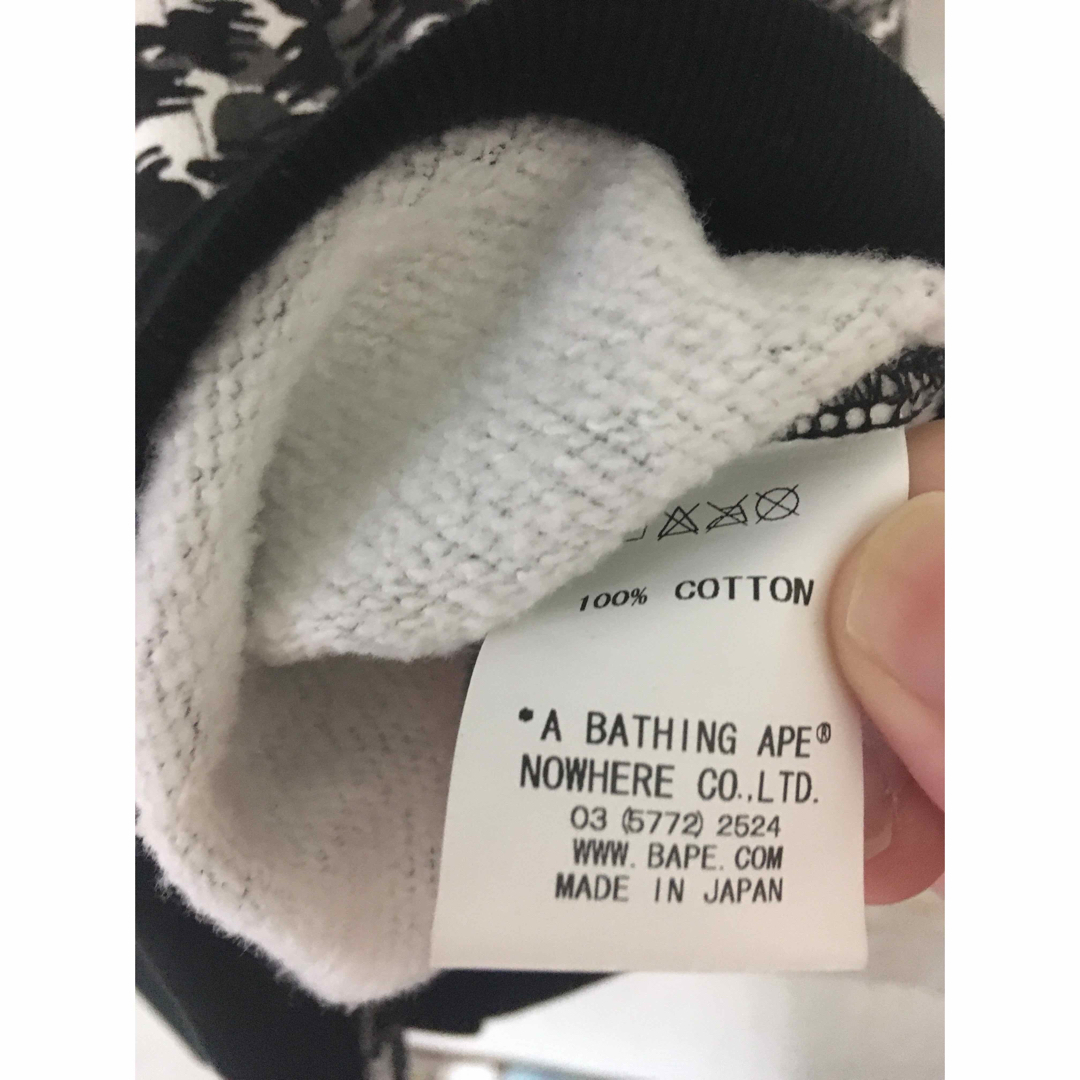 100% COTTON
*A BATHING APE®
NOWHERE CO.,LTD.
03 (5772) 2524
WWW. BAPE. COM
MADE IN JAPAN